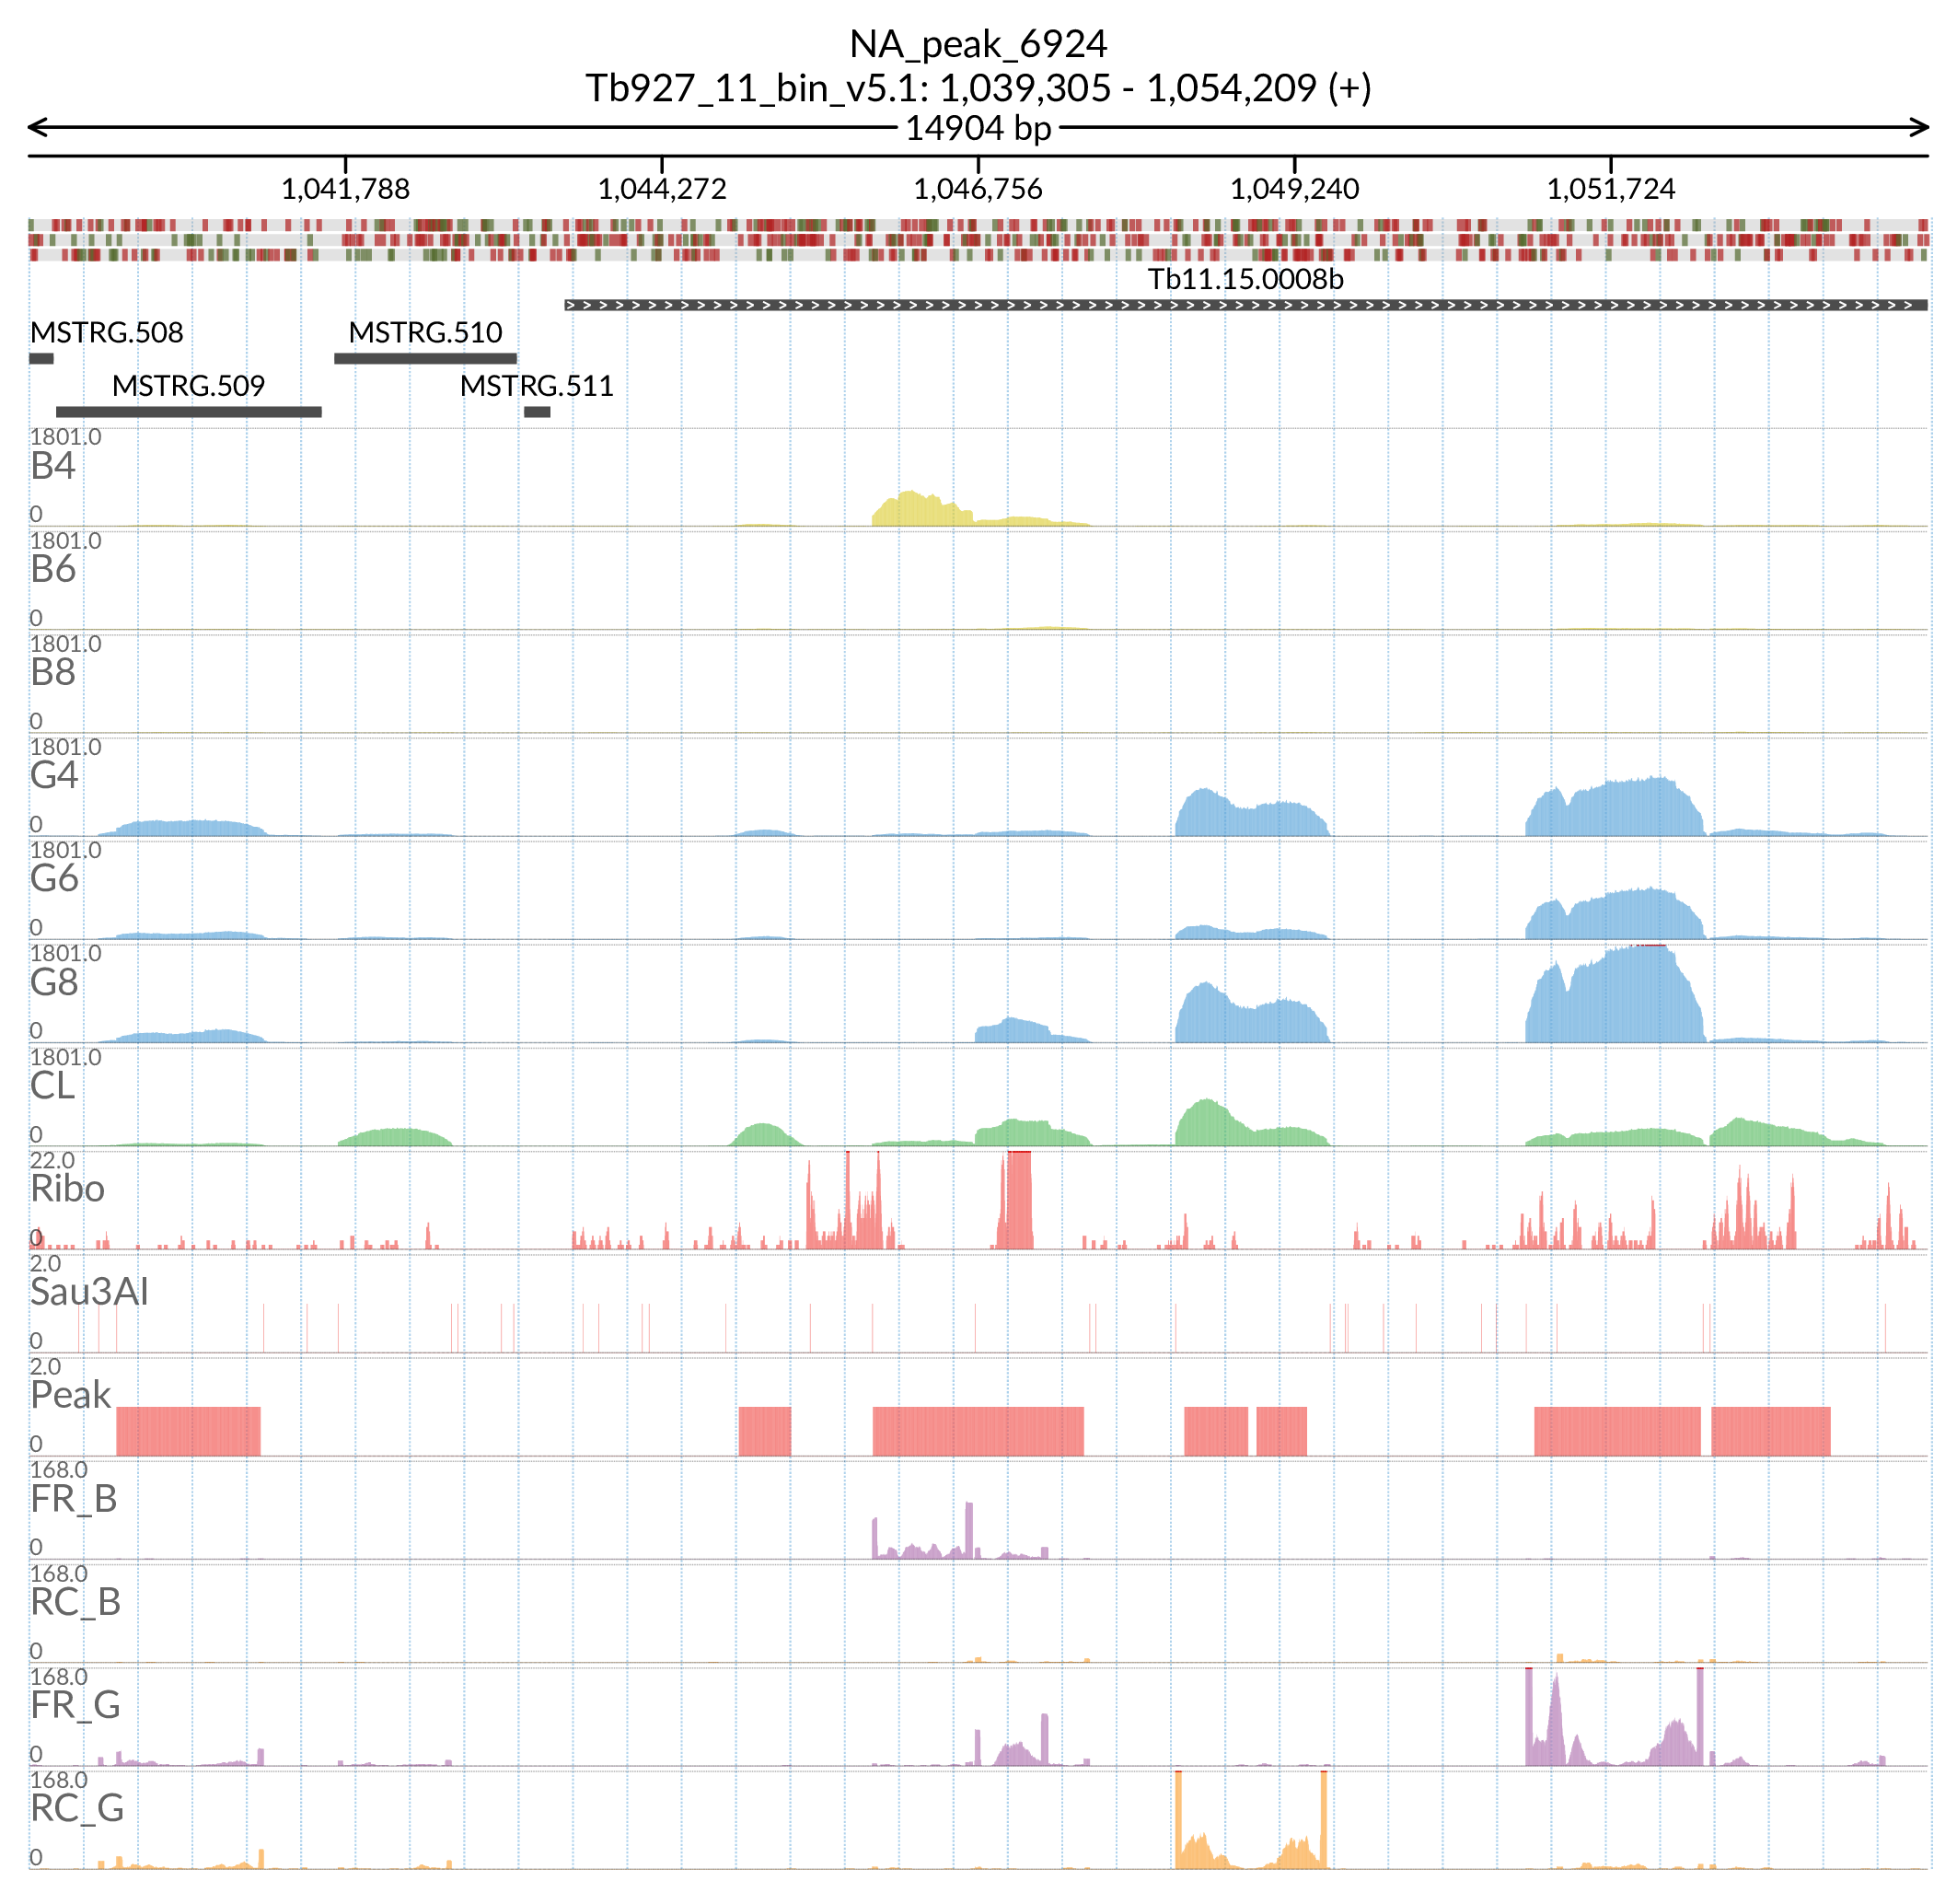 NA_peak_6924
Tb927_11_bin_v5.1: 1,039,305 - 1,054,209 (+)
14904 bp
1,041,788 1,044,272 1,046,756 1,049,240 1,051,724
Tb11.15.0008b
MSTRG.508 MSTRG.510
MSTRG.509 MSTRG.511
1801.0
B4
0
1801.0
B6
0
1801.0
B8
0
1801.0
G4
0
1801.0
G6
0
1801.0
G8
0
1801.0
CL
0
22.0
Ribo
0
2.0
Sau3AI
0
2.0
Peak
0
168.0
FR_B
0
168.0
RC_B
0
168.0
FR_G
0
168.0
RC_G
0